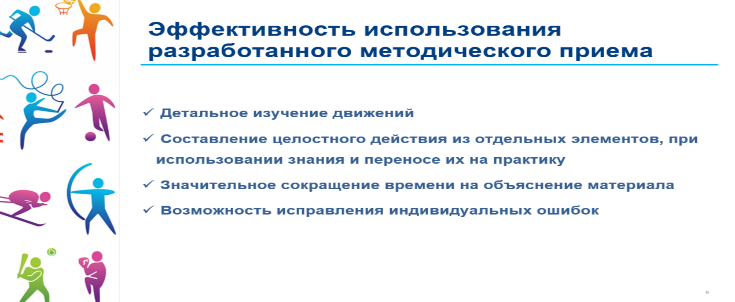 Эффективность использования
разработанного методического приема
✓ Детальное изучение движений
✓ Составление целостного действия из отдельных элементов, при
использовании знания и переносе их на практику
✓ Значительное сокращение времени на объяснение материала
✓ Возможность исправления индивидуальных ошибок